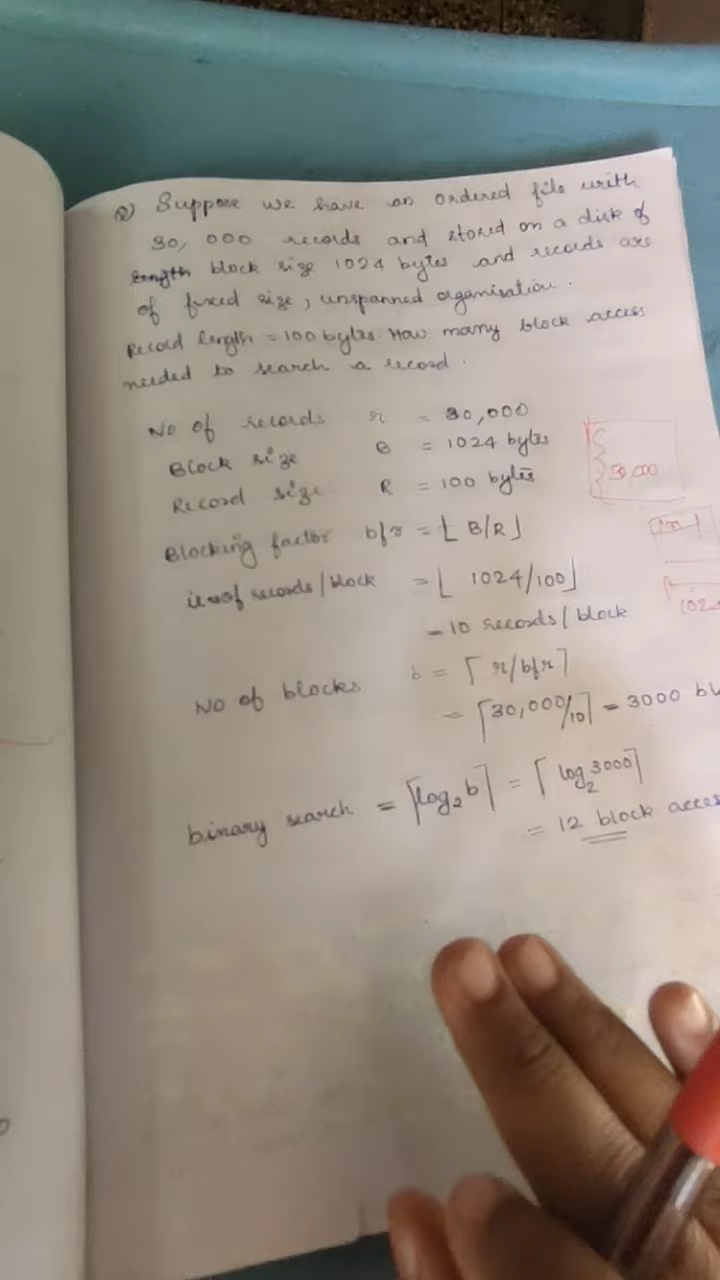 Q) Suppose we have an ordered file with
30,000 records and stored on a disk of
length block size 1024 bytes and records are
of fixed size, unspanned organisation.
Record length = 100 bytes. How many block access
needed to search a record.
No of records r = 30,000
Block size B = 1024 bytes
Record size R = 100 bytes
Blocking factor bfr = ⌊ B/R ⌋
no of records/block = ⌊ 1024/100 ⌋
= 10 records/block
No of blocks b = ⌈ r/bfr ⌉
= ⌈30,000/10⌉ = 3000
binary search = ⌈log₂b⌉ = ⌈ log₂3000 ⌉
= 12 block
30,000